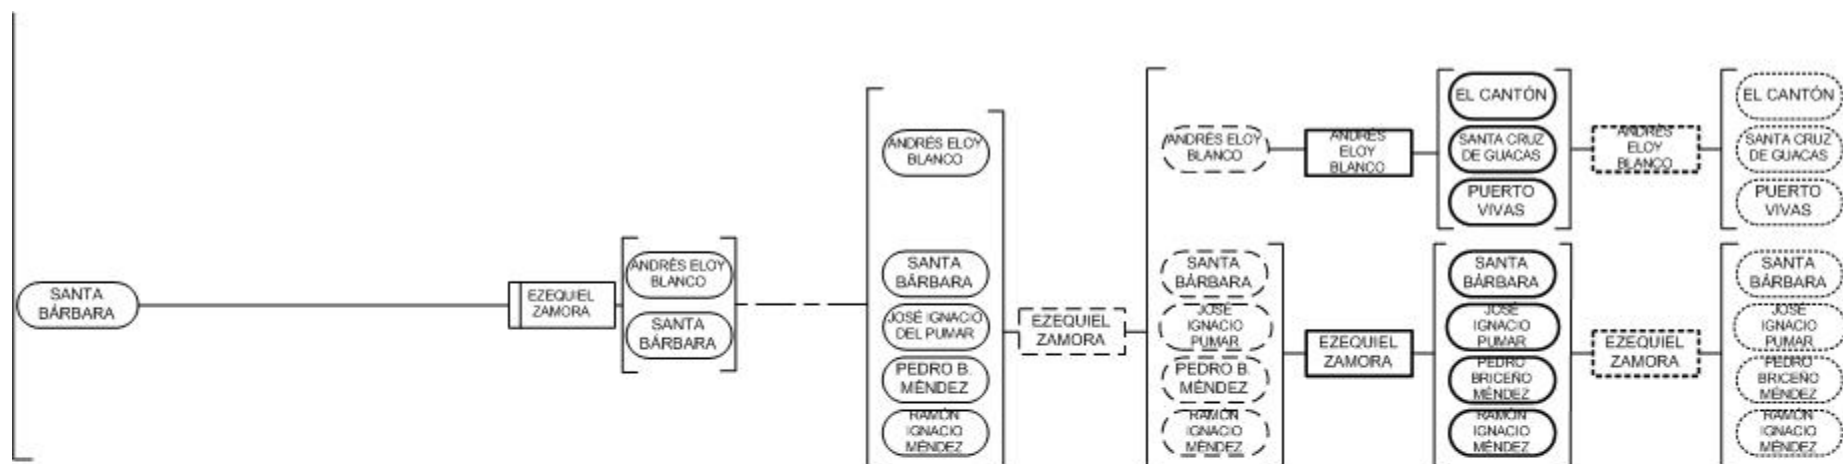 SANTA
BÁRBARA
EZEQUIEL
ZAMORA
ANDRÉS ELOY
BLANCO
SANTA
BÁRBARA
ANDRÉS ELOY
BLANCO
SANTA
BÁRBARA
JOSÉ IGNACIO
DEL PUMAR
PEDRO B.
MÉNDEZ
RAMÓN
IGNACIO
MÉNDEZ
EZEQUIEL
ZAMORA
ANDRÉS ELOY
BLANCO
SANTA
BÁRBARA
JOSÉ
IGNACIO
PUMAR
PEDRO B.
MÉNDEZ
RAMÓN
IGNACIO
MÉNDEZ
ANDRÉS
ELOY
BLANCO
EZEQUIEL
ZAMORA
EL CANTÓN
SANTA CRUZ
DE GUACAS
PUERTO
VIVAS
SANTA
BÁRBARA
JOSÉ
IGNACIO
PUMAR
PEDRO
BRICEÑO
MÉNDEZ
RAMÓN
IGNACIO
MÉNDEZ
ANDRÉS
ELOY
BLANCO
EZEQUIEL
ZAMORA
EL CANTÓN
SANTA CRUZ
DE GUACAS
PUERTO
VIVAS
SANTA
BÁRBARA
JOSÉ
IGNACIO
PUMAR
PEDRO
BRICEÑO
MÉNDEZ
RAMÓN
IGNACIO
MÉNDEZ